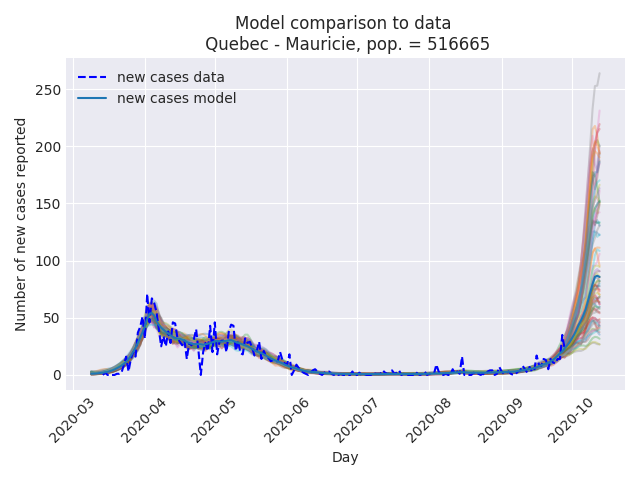 Model comparison to data
Quebec - Mauricie, pop. = 516665
new cases data
new cases model
Number of new cases reported
250
200
150
100
50
0
2020-03
2020-04
2020-05
2020-06
2020-07
2020-08
2020-09
2020-10
Day